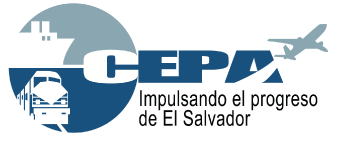 CEPA
Impulsando el progreso
de El Salvador